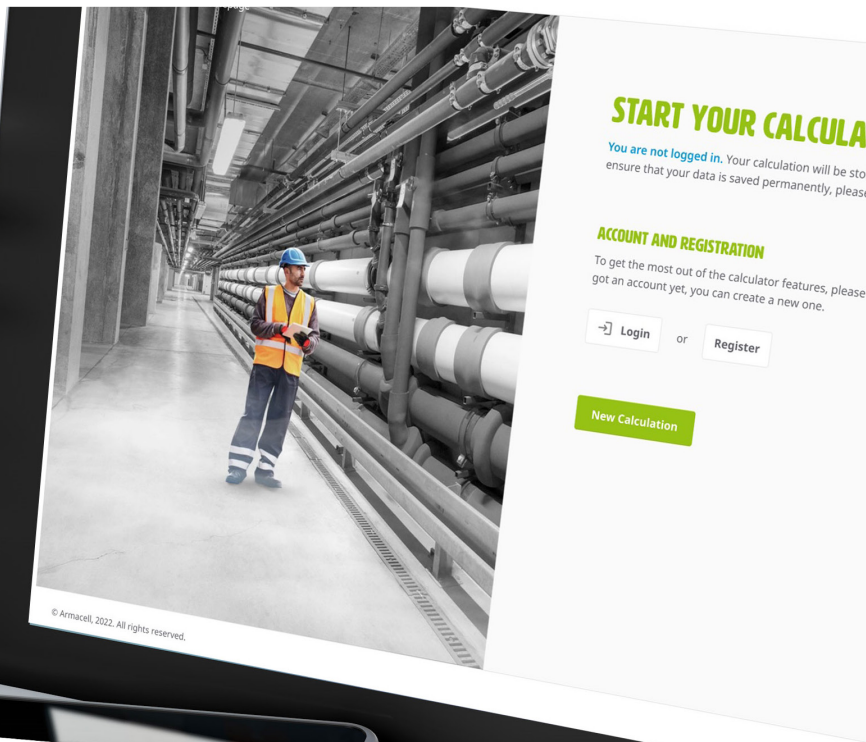 START YOUR CALCULA
You are not logged in. Your calculation will be sto
ensure that your data is saved permanently, please
ACCOUNT AND REGISTRATION
To get the most out of the calculator features, please
got an account yet, you can create a new one.
Login or Register
New Calculation
© Armacell, 2022. All rights reserved.